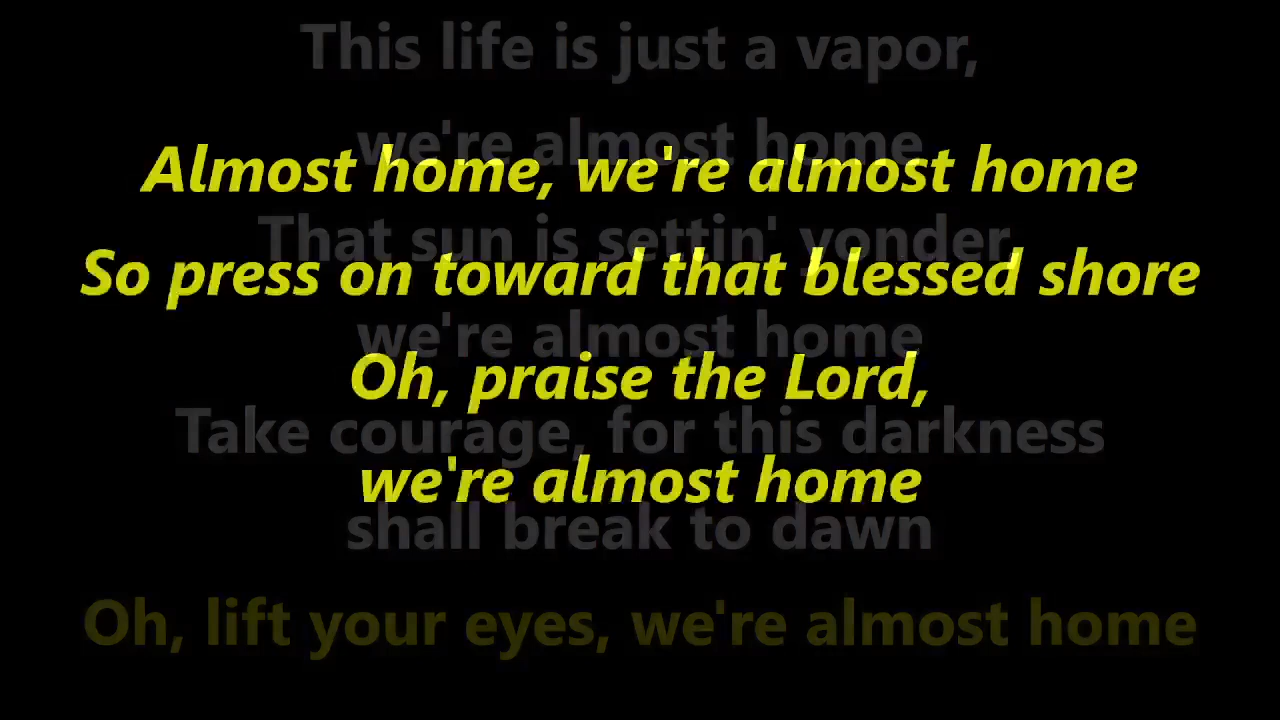 This life is just a vapor,
we're almost home
Almost home, we're almost home
That sun is settin' yonder
So press on toward that blessed shore
we're almost home
Oh, praise the Lord,
Take courage, for this darkness
we're almost home
shall break to dawn
Oh, lift your eyes, we're almost home